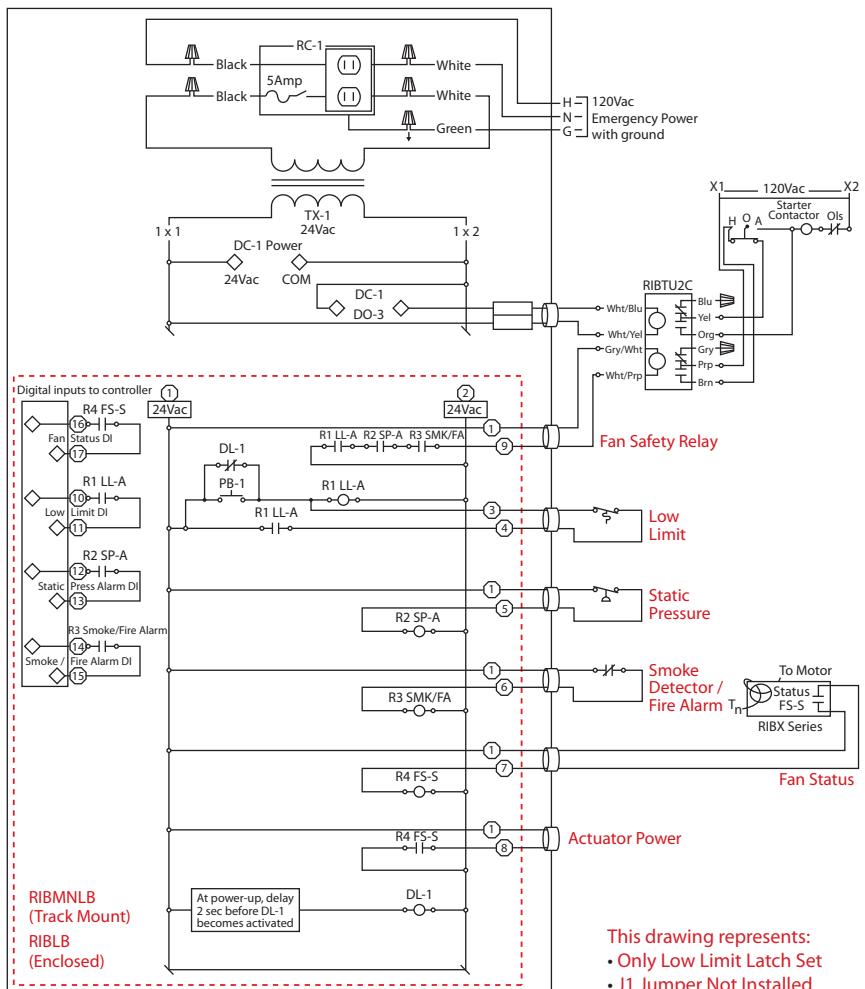 RC-1
Black
White
5Amp
Black
White
Green
H
N
G
120Vac
Emergency Power
with ground
TX-1
24Vac
1 x 1
1 x 2
DC-1 Power
24Vac
COM
DC-1
DO-3
X1
120Vac
X2
Starter
Contactor
Ols
H O A
RIBTU2C
Wht/Blu
Wht/Yel
Gry/Wht
Wht/Prp
Blu
Yel
Org
Gry
Prp
Brn
Digital inputs to controller
16
R4 FS-S
Fan Status DI
17
10
R1 LL-A
Low Limit DI
11
12
R2 SP-A
Static Press Alarm DI
13
R3 Smoke/Fire Alarm
14
Smoke / Fire Alarm DI
15
1
24Vac
2
24Vac
1
R1 LL-A R2 SP-A R3 SMK/FA
9
Fan Safety Relay
DL-1
PB-1
R1 LL-A
R1 LL-A
3
4
Low
Limit
1
5
R2 SP-A
Static
Pressure
1
6
R3 SMK/FA
Smoke
Detector /
Fire Alarm
To Motor
Status
FS-S
Tn
RIBX Series
1
7
R4 FS-S
Fan Status
1
R4 FS-S
8
Actuator Power
At power-up, delay
2 sec before DL-1
becomes activated
DL-1
RIBMNLB
(Track Mount)
RIBLB
(Enclosed)
This drawing represents:
• Only Low Limit Latch Set
• J1 Jumper Not Installed